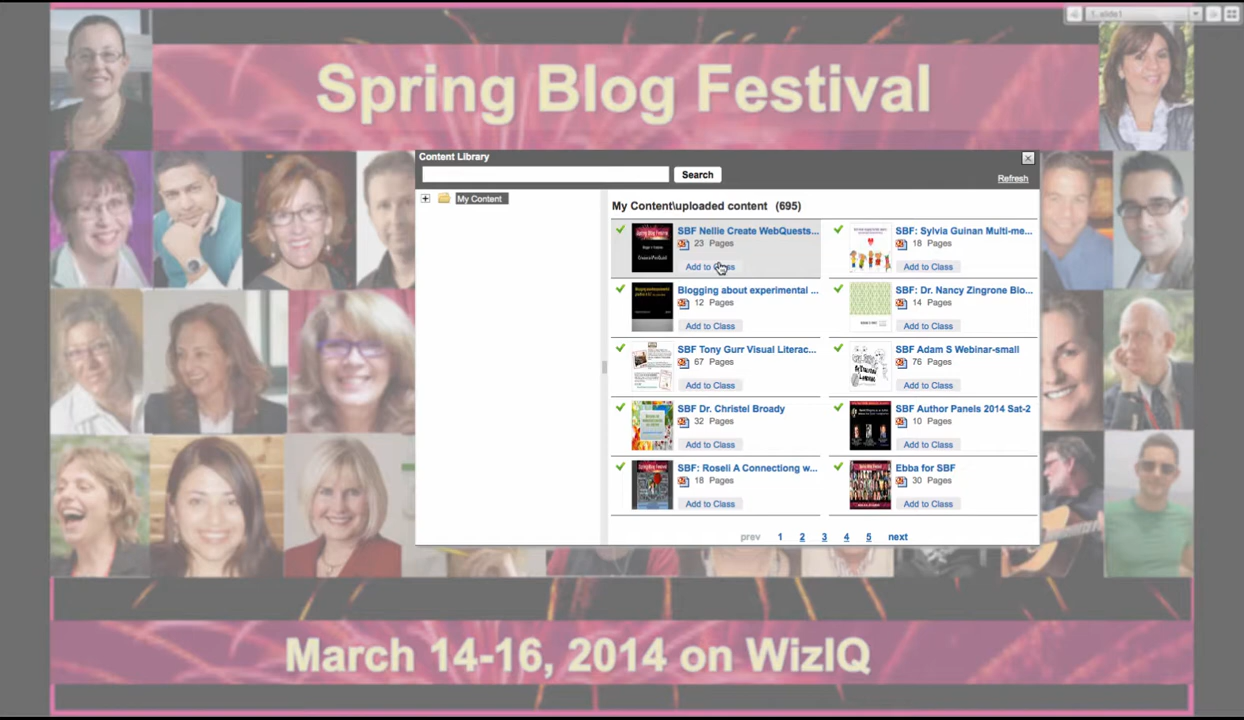 1. slide1
Spring Blog Festival
Content Library
Search
Refresh
My Content
My Content\uploaded content (695)
SBF Nellie Create WebQuests...
23 Pages
Add to Class
SBF: Sylvia Guinan Multi-me...
18 Pages
Add to Class
Blogging about experimental ...
12 Pages
Add to Class
SBF: Dr. Nancy Zingrone Blo...
14 Pages
Add to Class
SBF Tony Gurr Visual Literac...
67 Pages
Add to Class
SBF Adam S Webinar-small
76 Pages
Add to Class
SBF Dr. Christel Broady
32 Pages
Add to Class
SBF Author Panels 2014 Sat-2
10 Pages
Add to Class
SBF: Roseli A Connectiong w...
18 Pages
Add to Class
Ebba for SBF
30 Pages
Add to Class
prev 1 2 3 4 5 next
March 14-16, 2014 on WizIQ